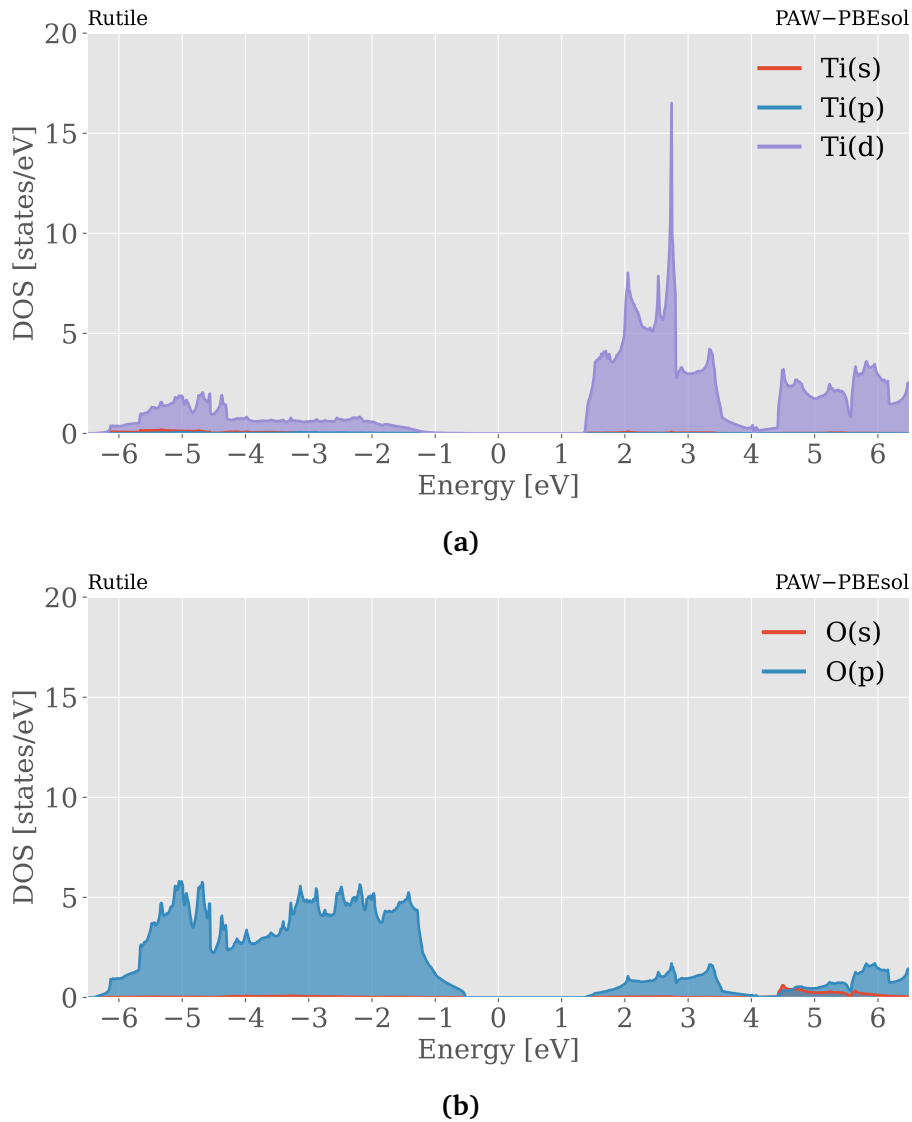 Rutile PAW−PBEsol
20
15
10
5
0
DOS [states/eV]
Ti(s)
Ti(p)
Ti(d)
−6 −5 −4 −3 −2 −1 0 1 2 3 4 5 6
Energy [eV]
(a)
Rutile PAW−PBEsol
20
15
10
5
0
DOS [states/eV]
O(s)
O(p)
−6 −5 −4 −3 −2 −1 0 1 2 3 4 5 6
Energy [eV]
(b)